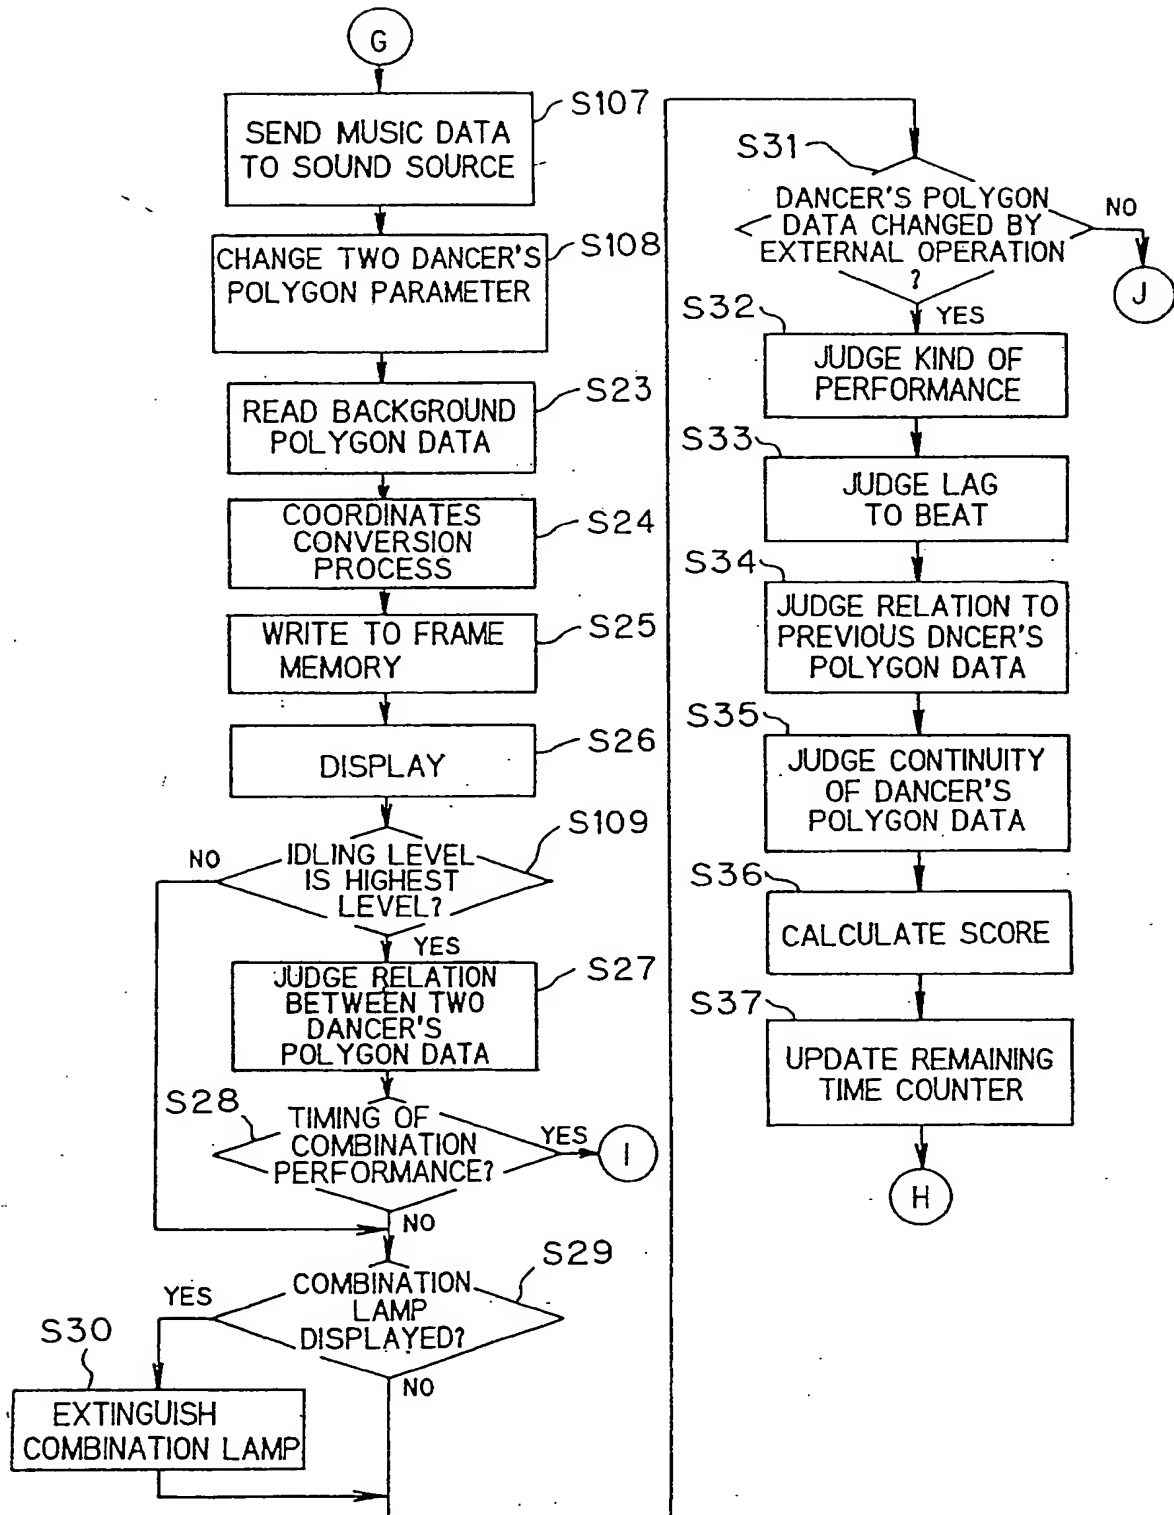 G
SEND MUSIC DATA
TO SOUND SOURCE
S107
CHANGE TWO DANCER'S
POLYGON PARAMETER
S108
READ BACKGROUND
POLYGON DATA
S23
COORDINATES
CONVERSION
PROCESS
S24
WRITE TO FRAME
MEMORY
S25
DISPLAY
S26
IDLING LEVEL
IS HIGHEST
LEVEL?
S109
NO
YES
JUDGE RELATION
BETWEEN TWO
DANCER'S
POLYGON DATA
S27
S28
TIMING OF
COMBINATION
PERFORMANCE?
YES
I
NO
S29
COMBINATION
LAMP
DISPLAYED?
YES
NO
S30
EXTINGUISH
COMBINATION LAMP
S31
DANCER'S POLYGON
DATA CHANGED BY
EXTERNAL OPERATION
?
NO
J
YES
S32
JUDGE KIND OF
PERFORMANCE
S33
JUDGE LAG
TO BEAT
S34
JUDGE RELATION TO
PREVIOUS DNCER'S
POLYGON DATA
S35
JUDGE CONTINUITY
OF DANCER'S
POLYGON DATA
S36
CALCULATE SCORE
S37
UPDATE REMAINING
TIME COUNTER
H